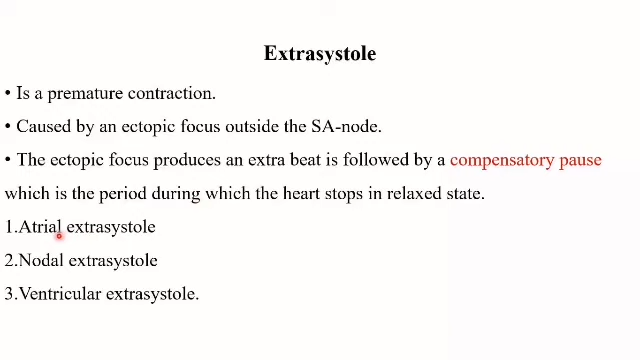 Extrasystole
• Is a premature contraction.
• Caused by an ectopic focus outside the SA-node.
• The ectopic focus produces an extra beat is followed by a compensatory pause
which is the period during which the heart stops in relaxed state.
1.Atrial extrasystole
2.Nodal extrasystole
3.Ventricular extrasystole.